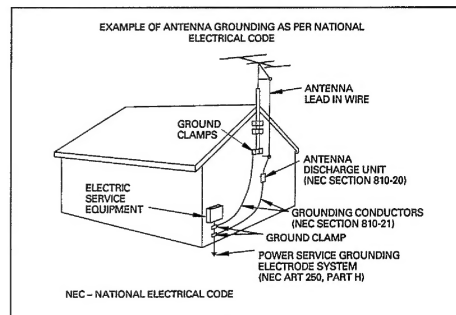 EXAMPLE OF ANTENNA GROUNDING AS PER NATIONAL
ELECTRICAL CODE
ANTENNA
LEAD IN WIRE
GROUND
CLAMPS
ANTENNA
DISCHARGE UNIT
(NEC SECTION 810-20)
ELECTRIC
SERVICE
EQUIPMENT
GROUNDING CONDUCTORS
(NEC SECTION 810-21)
GROUND CLAMP
POWER SERVICE GROUNDING
ELECTRODE SYSTEM
(NEC ART 250, PART H)
NEC – NATIONAL ELECTRICAL CODE